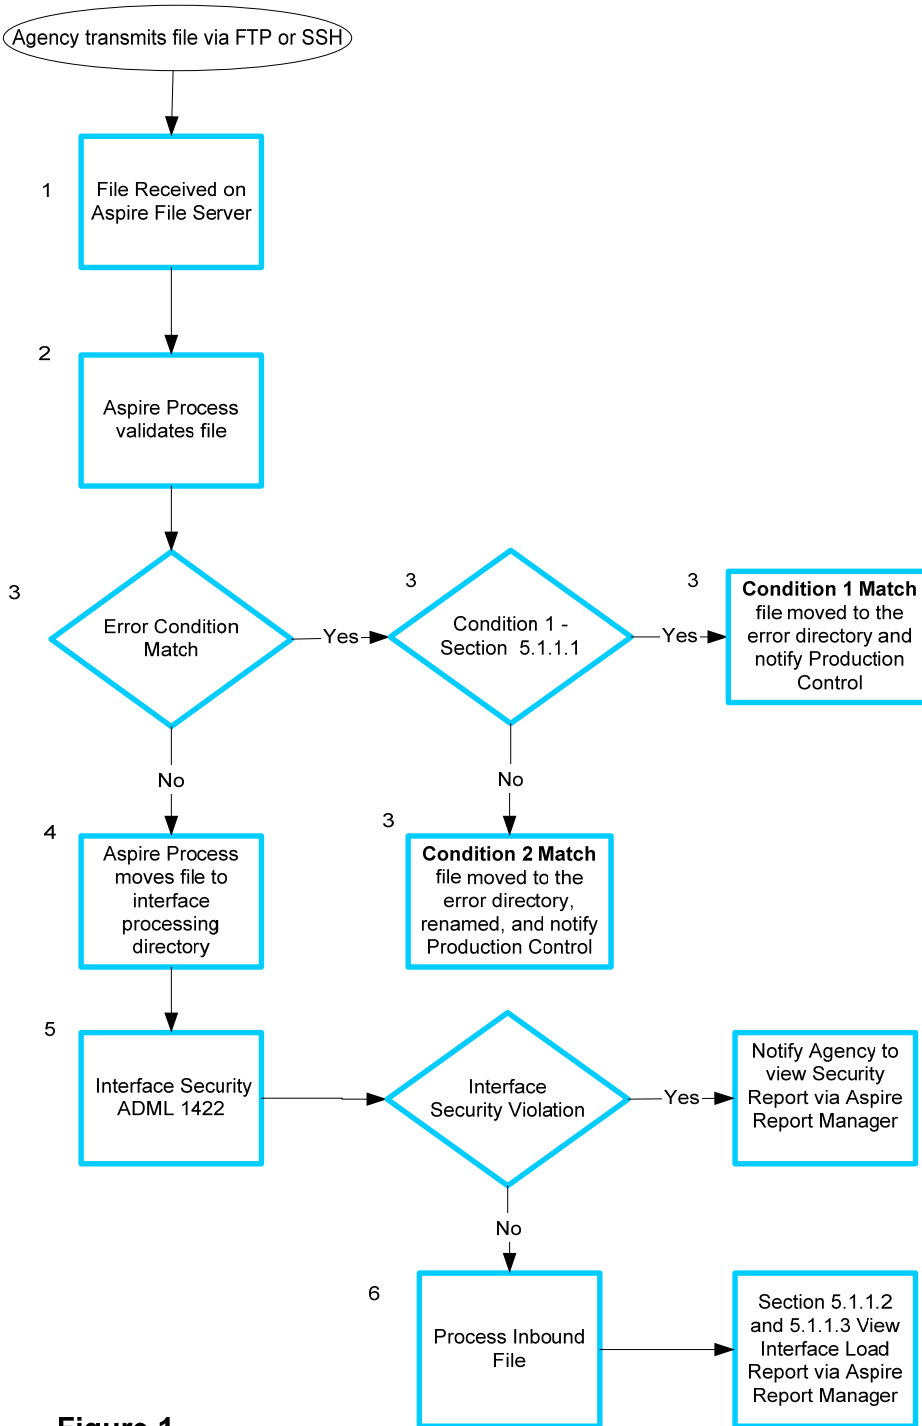 Agency transmits file via FTP or SSH
1
File Received on
Aspire File Server
2
Aspire Process
validates file
3
Error Condition
Match
Yes
3
Condition 1 -
Section 5.1.1.1
Yes
3
Condition 1 Match
file moved to the
error directory and
notify Production
Control
No
No
4
Aspire Process
moves file to
interface
processing
directory
3
Condition 2 Match
file moved to the
error directory,
renamed, and notify
Production Control
5
Interface Security
ADML 1422
Interface
Security Violation
Yes
Notify Agency to
view Security
Report via Aspire
Report Manager
No
6
Process Inbound
File
Section 5.1.1.2
and 5.1.1.3 View
Interface Load
Report via Aspire
Report Manager
Figure 1